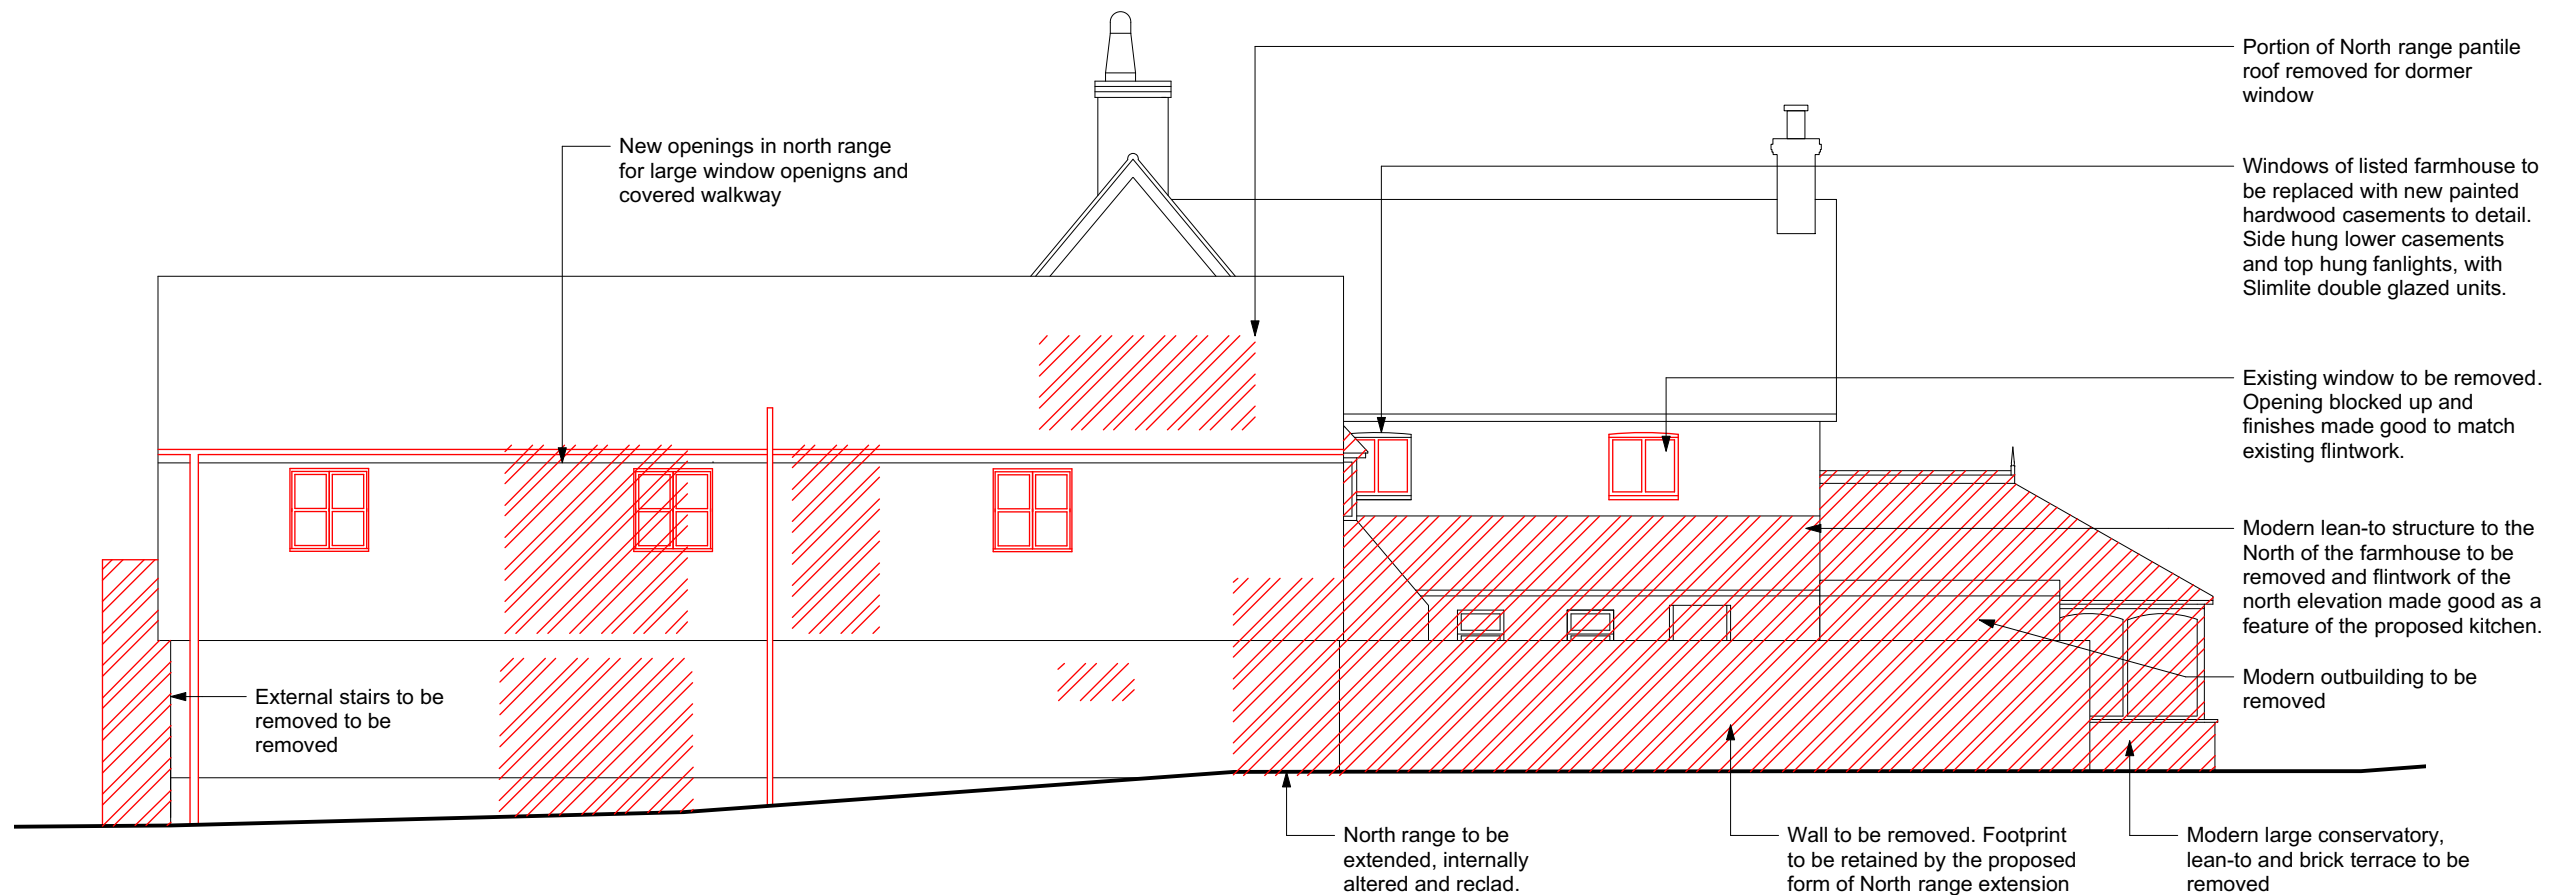 Portion of North range pantile
roof removed for dormer
window
New openings in north range
for large window openigns and
covered walkway
Windows of listed farmhouse to
be replaced with new painted
hardwood casements to detail.
Side hung lower casements
and top hung fanlights, with
Slimlite double glazed units.
Existing window to be removed.
Opening blocked up and
finishes made good to match
existing flintwork.
Modern lean-to structure to the
North of the farmhouse to be
removed and flintwork of the
north elevation made good as a
feature of the proposed kitchen.
Modern outbuilding to be
removed
External stairs to be
removed to be
removed
North range to be
extended, internally
altered and reclad.
Wall to be removed. Footprint
to be retained by the proposed
form of North range extension
Modern large conservatory,
lean-to and brick terrace to be
removed